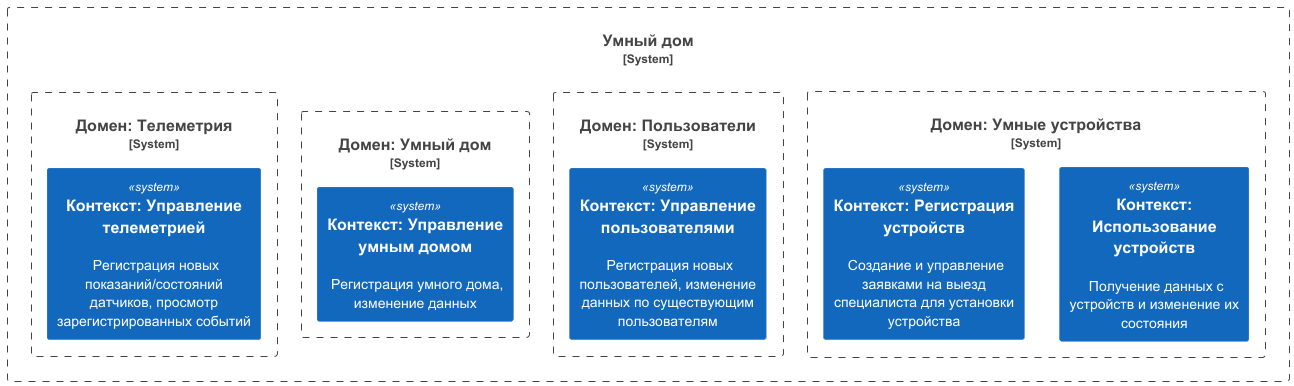 Умный дом
[System]
Домен: Телеметрия
[System]
«system»
Контекст: Управление
телеметрией
Регистрация новых
показаний/состояний
датчиков, просмотр
зарегистрированных событий
Домен: Умный дом
[System]
«system»
Контекст: Управление
умным домом
Регистрация умного дома,
изменение данных
Домен: Пользователи
[System]
«system»
Контекст: Управление
пользователями
Регистрация новых
пользователей, изменение
данных по существующим
пользователям
Домен: Умные устройства
[System]
«system»
Контекст: Регистрация
устройств
Создание и управление
заявками на выезд
специалиста для установки
устройства
«system»
Контекст:
Использование
устройств
Получение данных с
устройств и изменение их
состояния